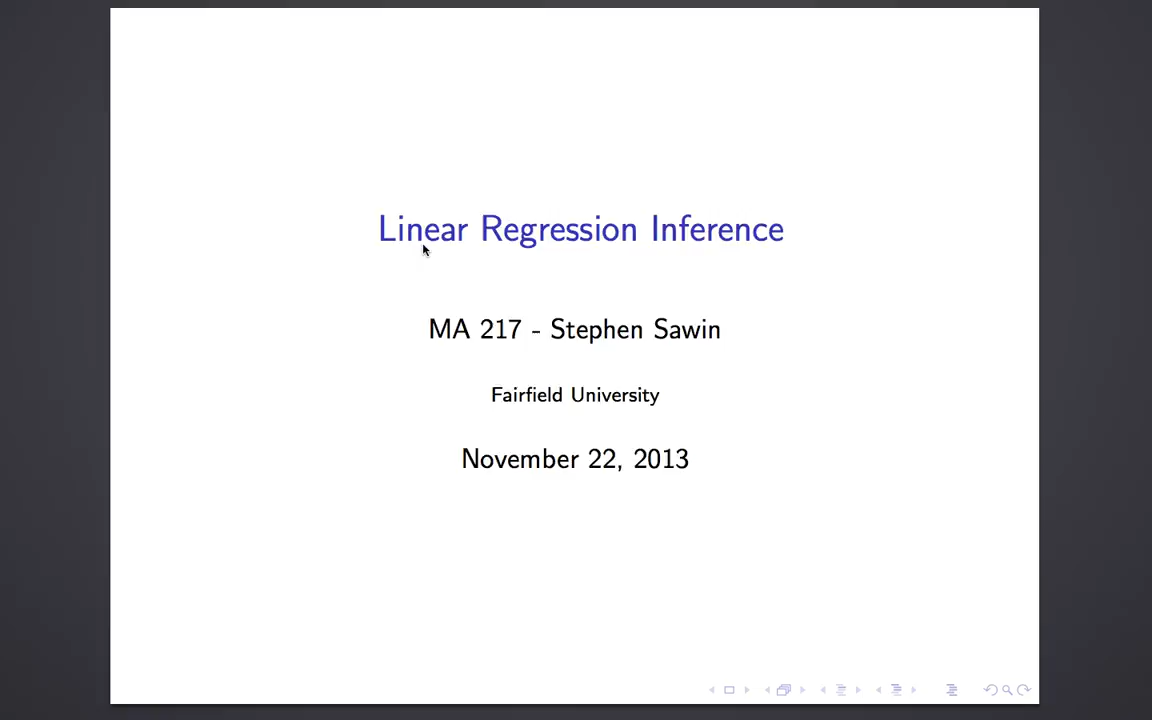 Linear Regression Inference
MA 217 - Stephen Sawin
Fairfield University
November 22, 2013